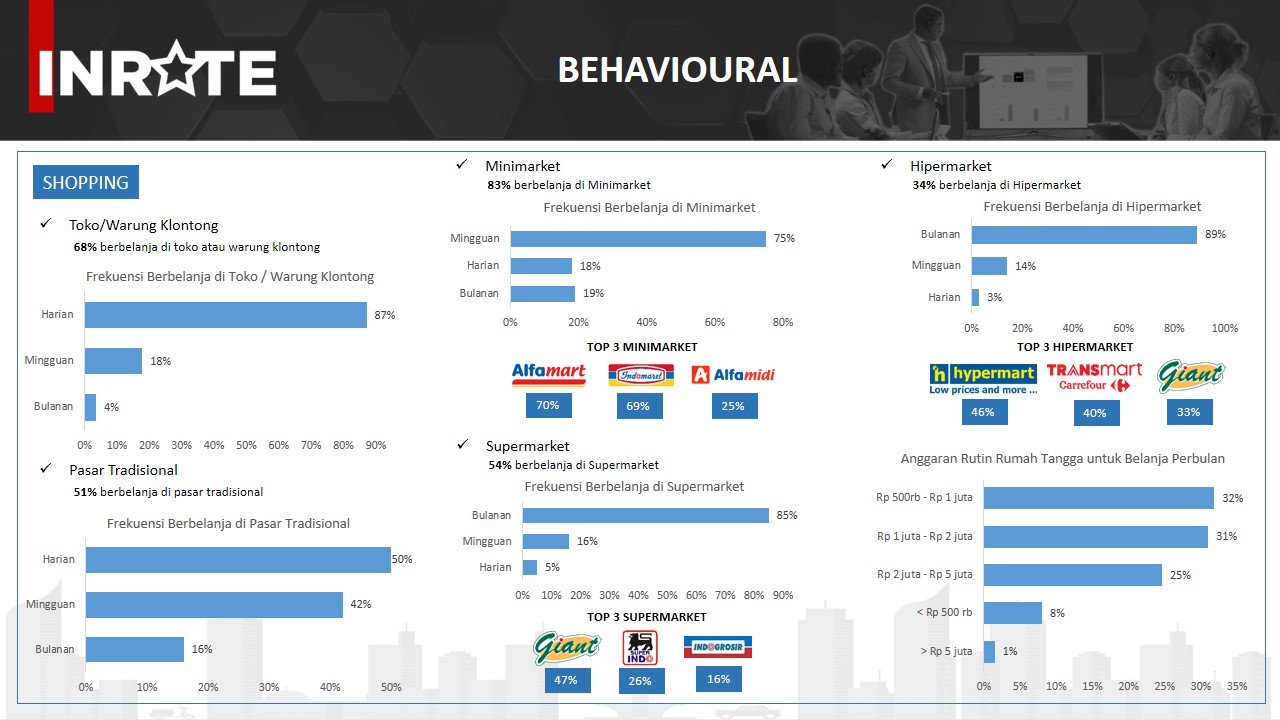 INRATE
BEHAVIOURAL
SHOPPING
Toko/Warung Klontong
68% berbelanja di toko atau warung klontong
Frekuensi Berbelanja di Toko / Warung Klontong
Harian 87%
Mingguan 18%
Bulanan 4%
0% 10% 20% 30% 40% 50% 60% 70% 80% 90%
Pasar Tradisional
51% berbelanja di pasar tradisional
Frekuensi Berbelanja di Pasar Tradisional
Harian 50%
Mingguan 42%
Bulanan 16%
0% 10% 20% 30% 40% 50%
Minimarket
83% berbelanja di Minimarket
Frekuensi Berbelanja di Minimarket
Mingguan 75%
Harian 18%
Bulanan 19%
0% 20% 40% 60% 80%
TOP 3 MINIMARKET
Alfamart Indomaret Alfamidi
70% 69% 25%
Supermarket
54% berbelanja di Supermarket
Frekuensi Berbelanja di Supermarket
Bulanan 85%
Mingguan 16%
Harian 5%
0% 10% 20% 30% 40% 50% 60% 70% 80% 90%
TOP 3 SUPERMARKET
Giant SUPER INDO INDOGROSIR
47% 26% 16%
Hipermarket
34% berbelanja di Hipermarket
Frekuensi Berbelanja di Hipermarket
Bulanan 89%
Mingguan 14%
Harian 3%
0% 20% 40% 60% 80% 100%
TOP 3 HIPERMARKET
h hypermart TRANSmart Giant
Low prices and more ... Carrefour
46% 40% 33%
Anggaran Rutin Rumah Tangga untuk Belanja Perbulan
Rp 500rb - Rp 1 juta 32%
Rp 1 juta - Rp 2 juta 31%
Rp 2 juta - Rp 5 juta 25%
< Rp 500 rb 8%
> Rp 5 juta 1%
0% 5% 10% 15% 20% 25% 30% 35%